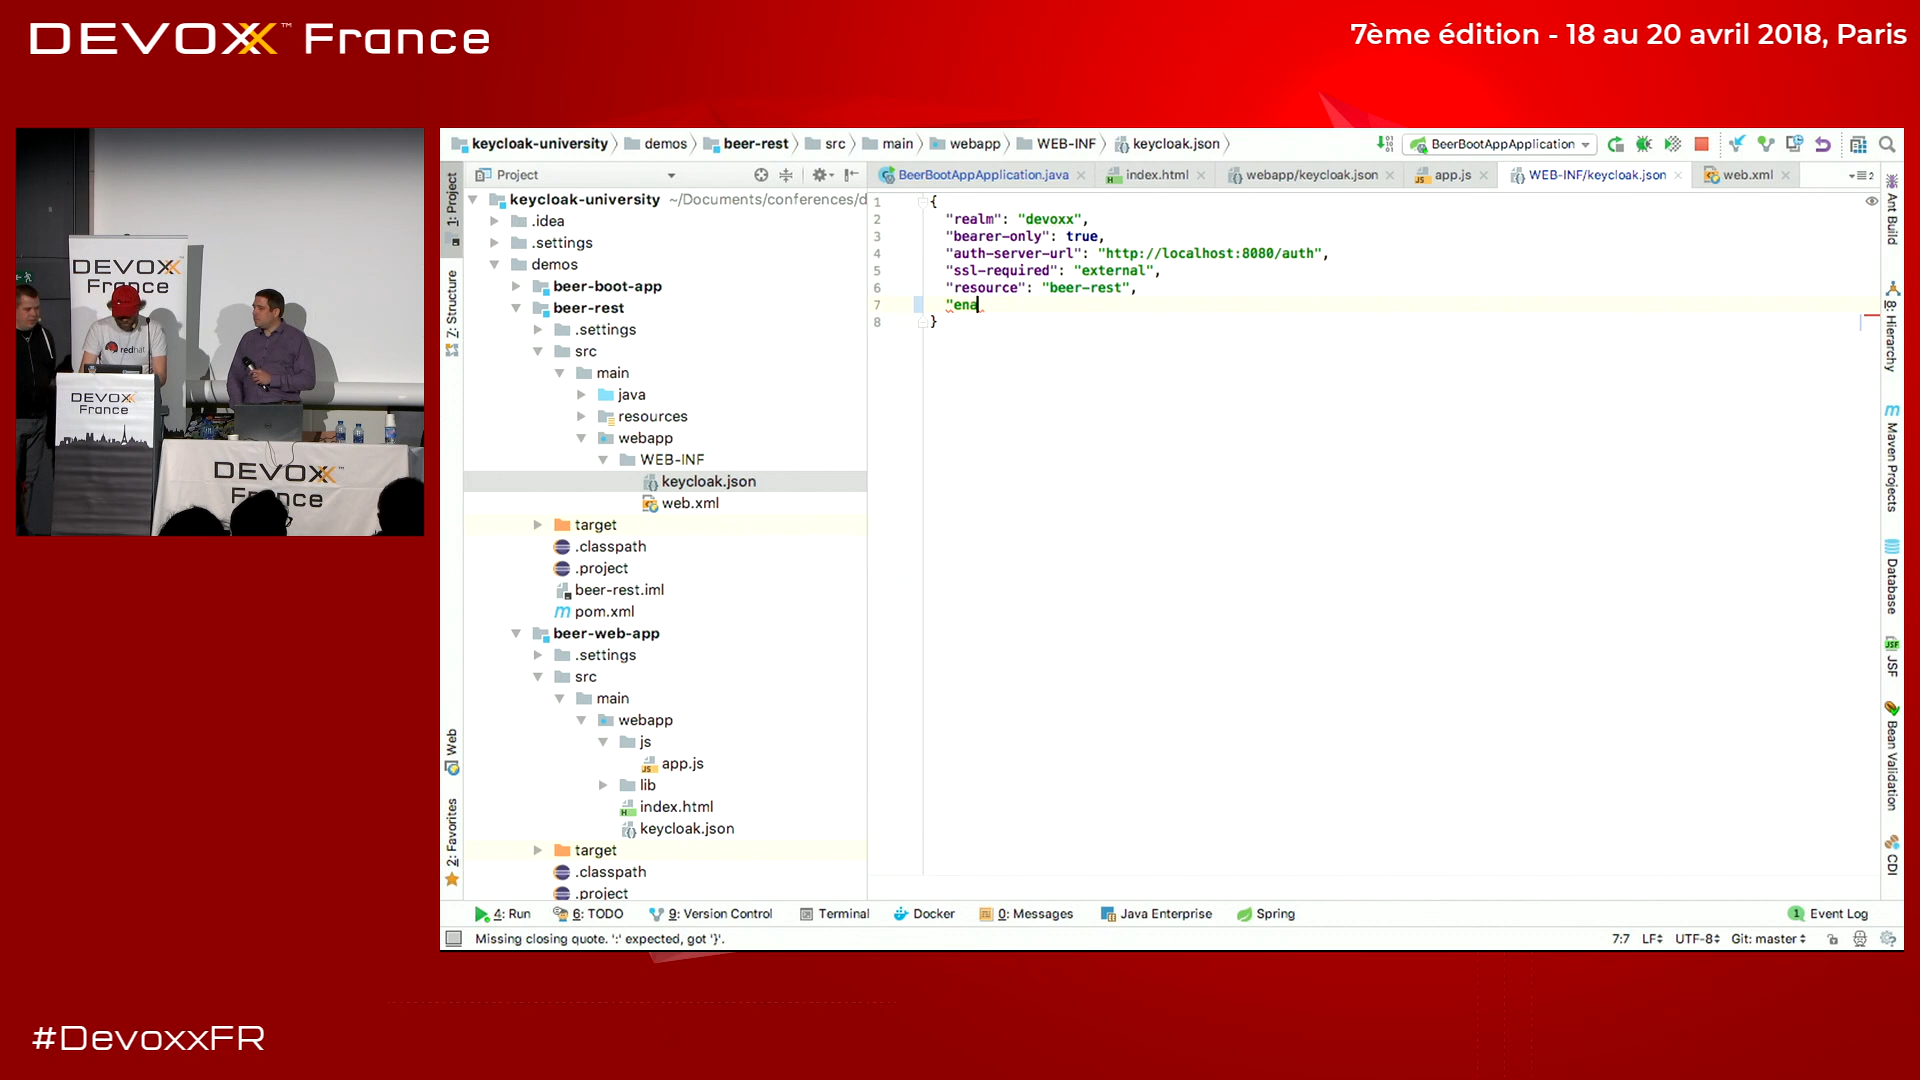 DEVOXX™ France
7ème édition - 18 au 20 avril 2018, Paris
DEVOXX
France
redhat
DEVOXX
France
DEVOXX™
France
keycloak-university
demos
beer-rest
src
main
webapp
WEB-INF
keycloak.json
BeerBootAppApplication
Project
BeerBootAppApplication.java
index.html
webapp/keycloak.json
app.js
WEB-INF/keycloak.json
web.xml
2
1: Project
7: Structure
Web
2: Favorites
keycloak-university ~/Documents/conferences/d
.idea
.settings
demos
beer-boot-app
beer-rest
.settings
src
main
java
resources
webapp
WEB-INF
keycloak.json
web.xml
target
.classpath
.project
beer-rest.iml
pom.xml
beer-web-app
.settings
src
main
webapp
js
app.js
lib
index.html
keycloak.json
target
.classpath
.project
1 {
2 "realm": "devoxx",
3 "bearer-only": true,
4 "auth-server-url": "http://localhost:8080/auth",
5 "ssl-required": "external",
6 "resource": "beer-rest",
7 "ena
8 }
Ant Build
8: Hierarchy
Maven Projects
Database
JSF
Bean Validation
CDI
4: Run
6: TODO
9: Version Control
Terminal
Docker
0: Messages
Java Enterprise
Spring
1 Event Log
Missing closing quote. ':' expected, got '}'.
7:7
LF
UTF-8
Git: master
#DevoxxFR